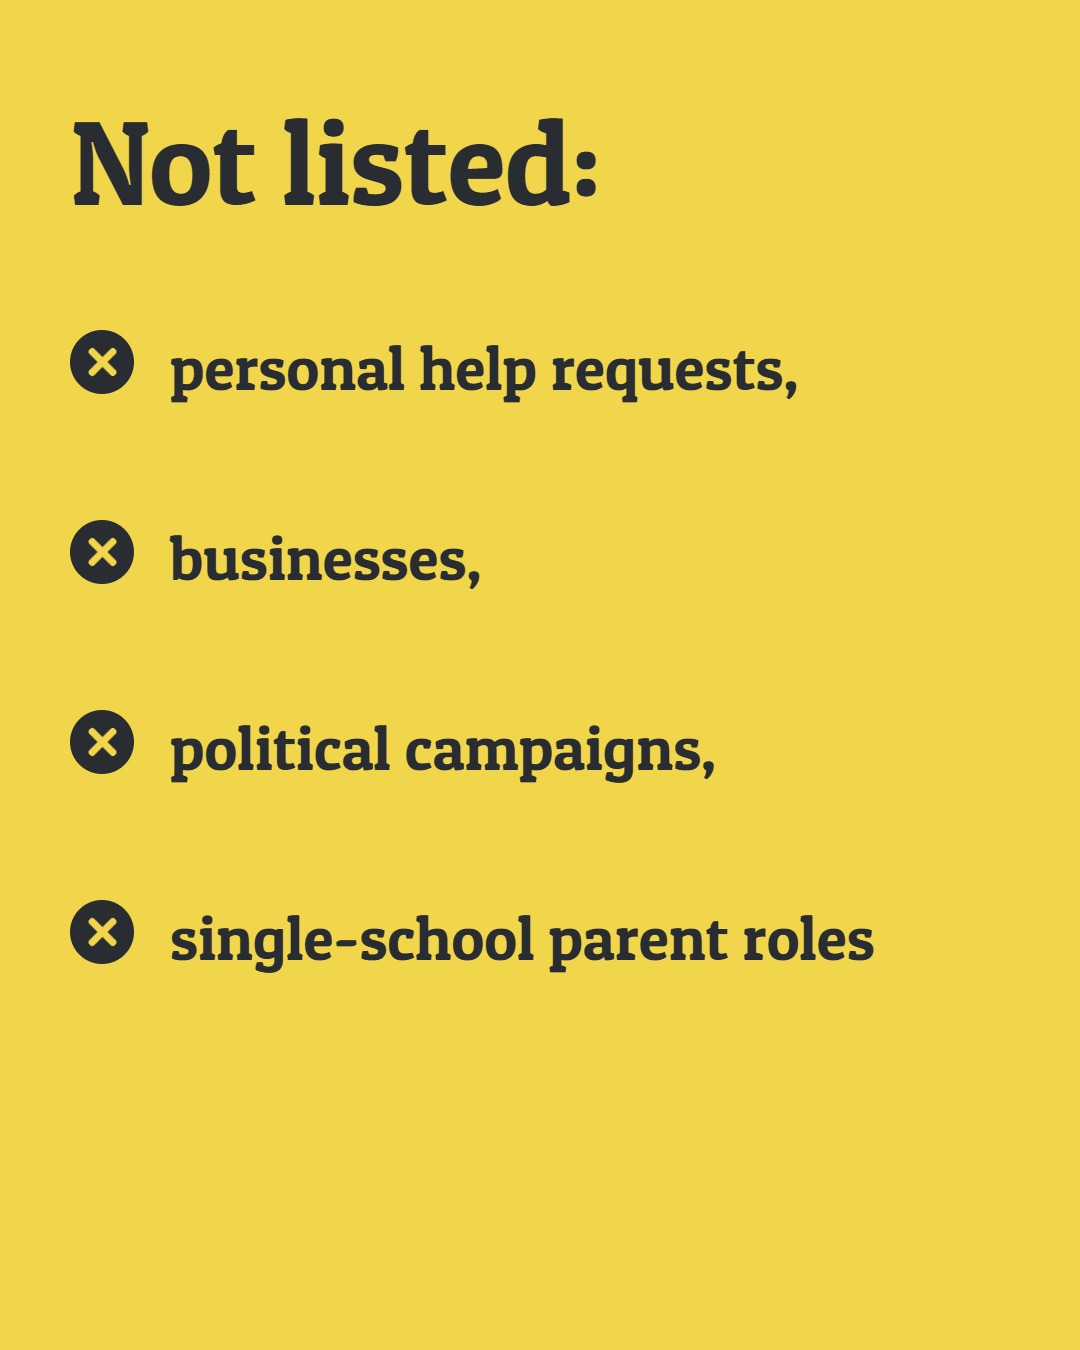 Not listed:
personal help requests,
businesses,
political campaigns,
single-school parent roles